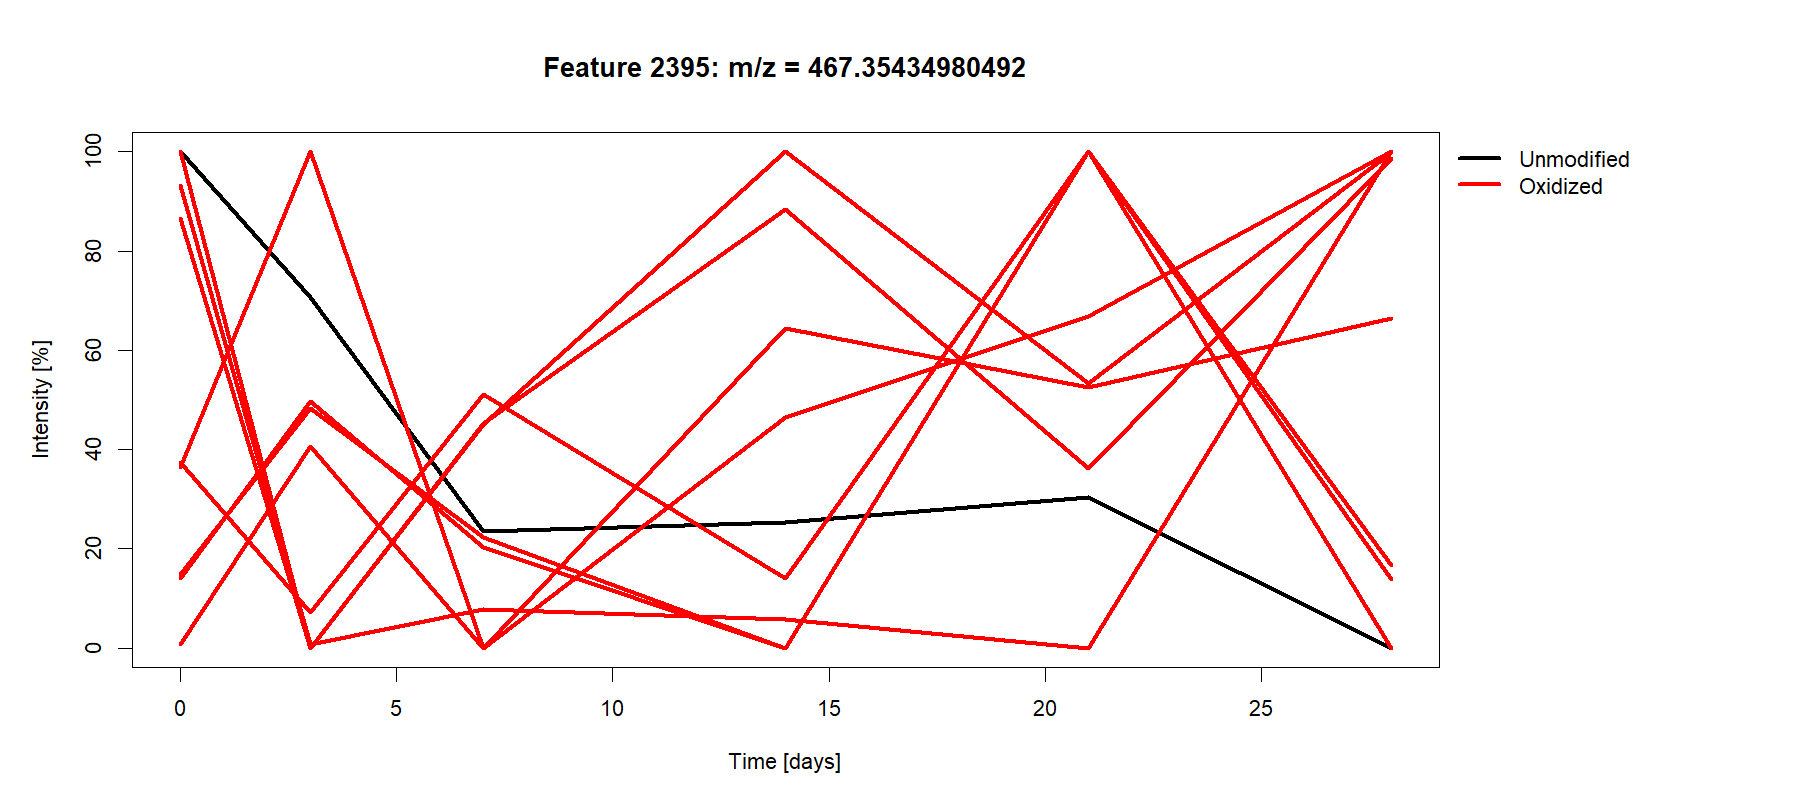 Feature 2395: m/z = 467.35434980492
Unmodified
Oxidized
Intensity [%]
100
80
60
40
20
0
0 5 10 15 20 25
Time [days]